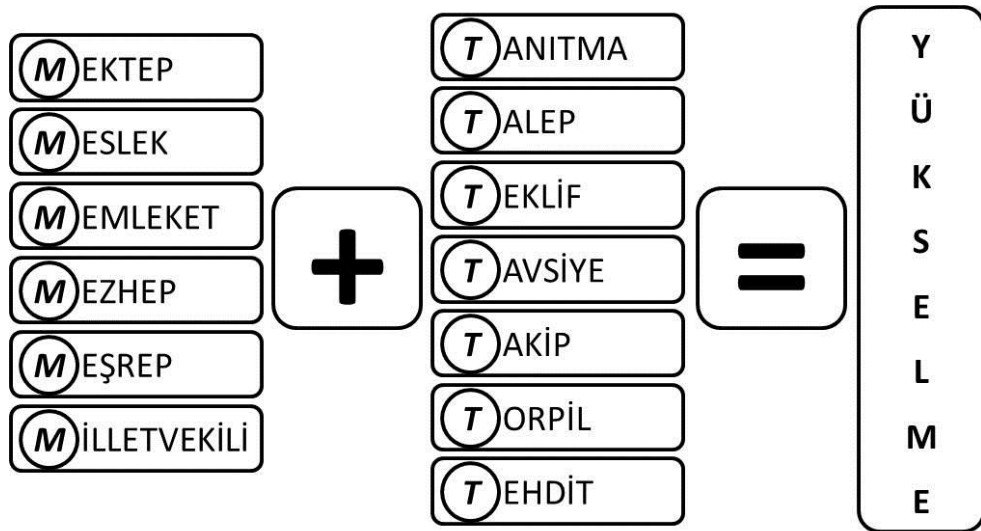 MEKTEP
MESLEK
MEMLEKET
MEZHEP
MEŞREP
MİLLETVEKİLİ
+
TANITMA
TALEP
TEKLİF
TAVSİYE
TAKİP
TORPİL
TEHDİT
=
Y
Ü
K
S
E
L
M
E